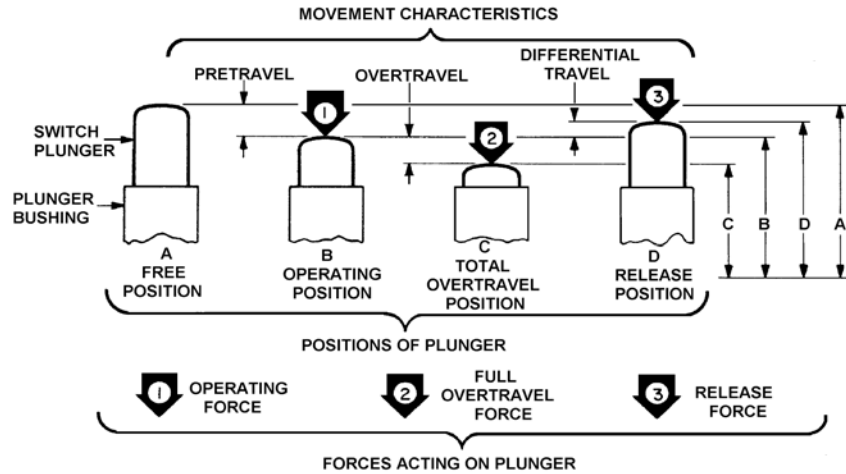 MOVEMENT CHARACTERISTICS
PRETRAVEL
OVERTRAVEL
DIFFERENTIAL
TRAVEL
1
2
3
SWITCH
PLUNGER
PLUNGER
BUSHING
A
FREE
POSITION
B
OPERATING
POSITION
C
TOTAL
OVERTRAVEL
POSITION
D
RELEASE
POSITION
C
B
D
A
POSITIONS OF PLUNGER
1
OPERATING
FORCE
2
FULL
OVERTRAVEL
FORCE
3
RELEASE
FORCE
FORCES ACTING ON PLUNGER